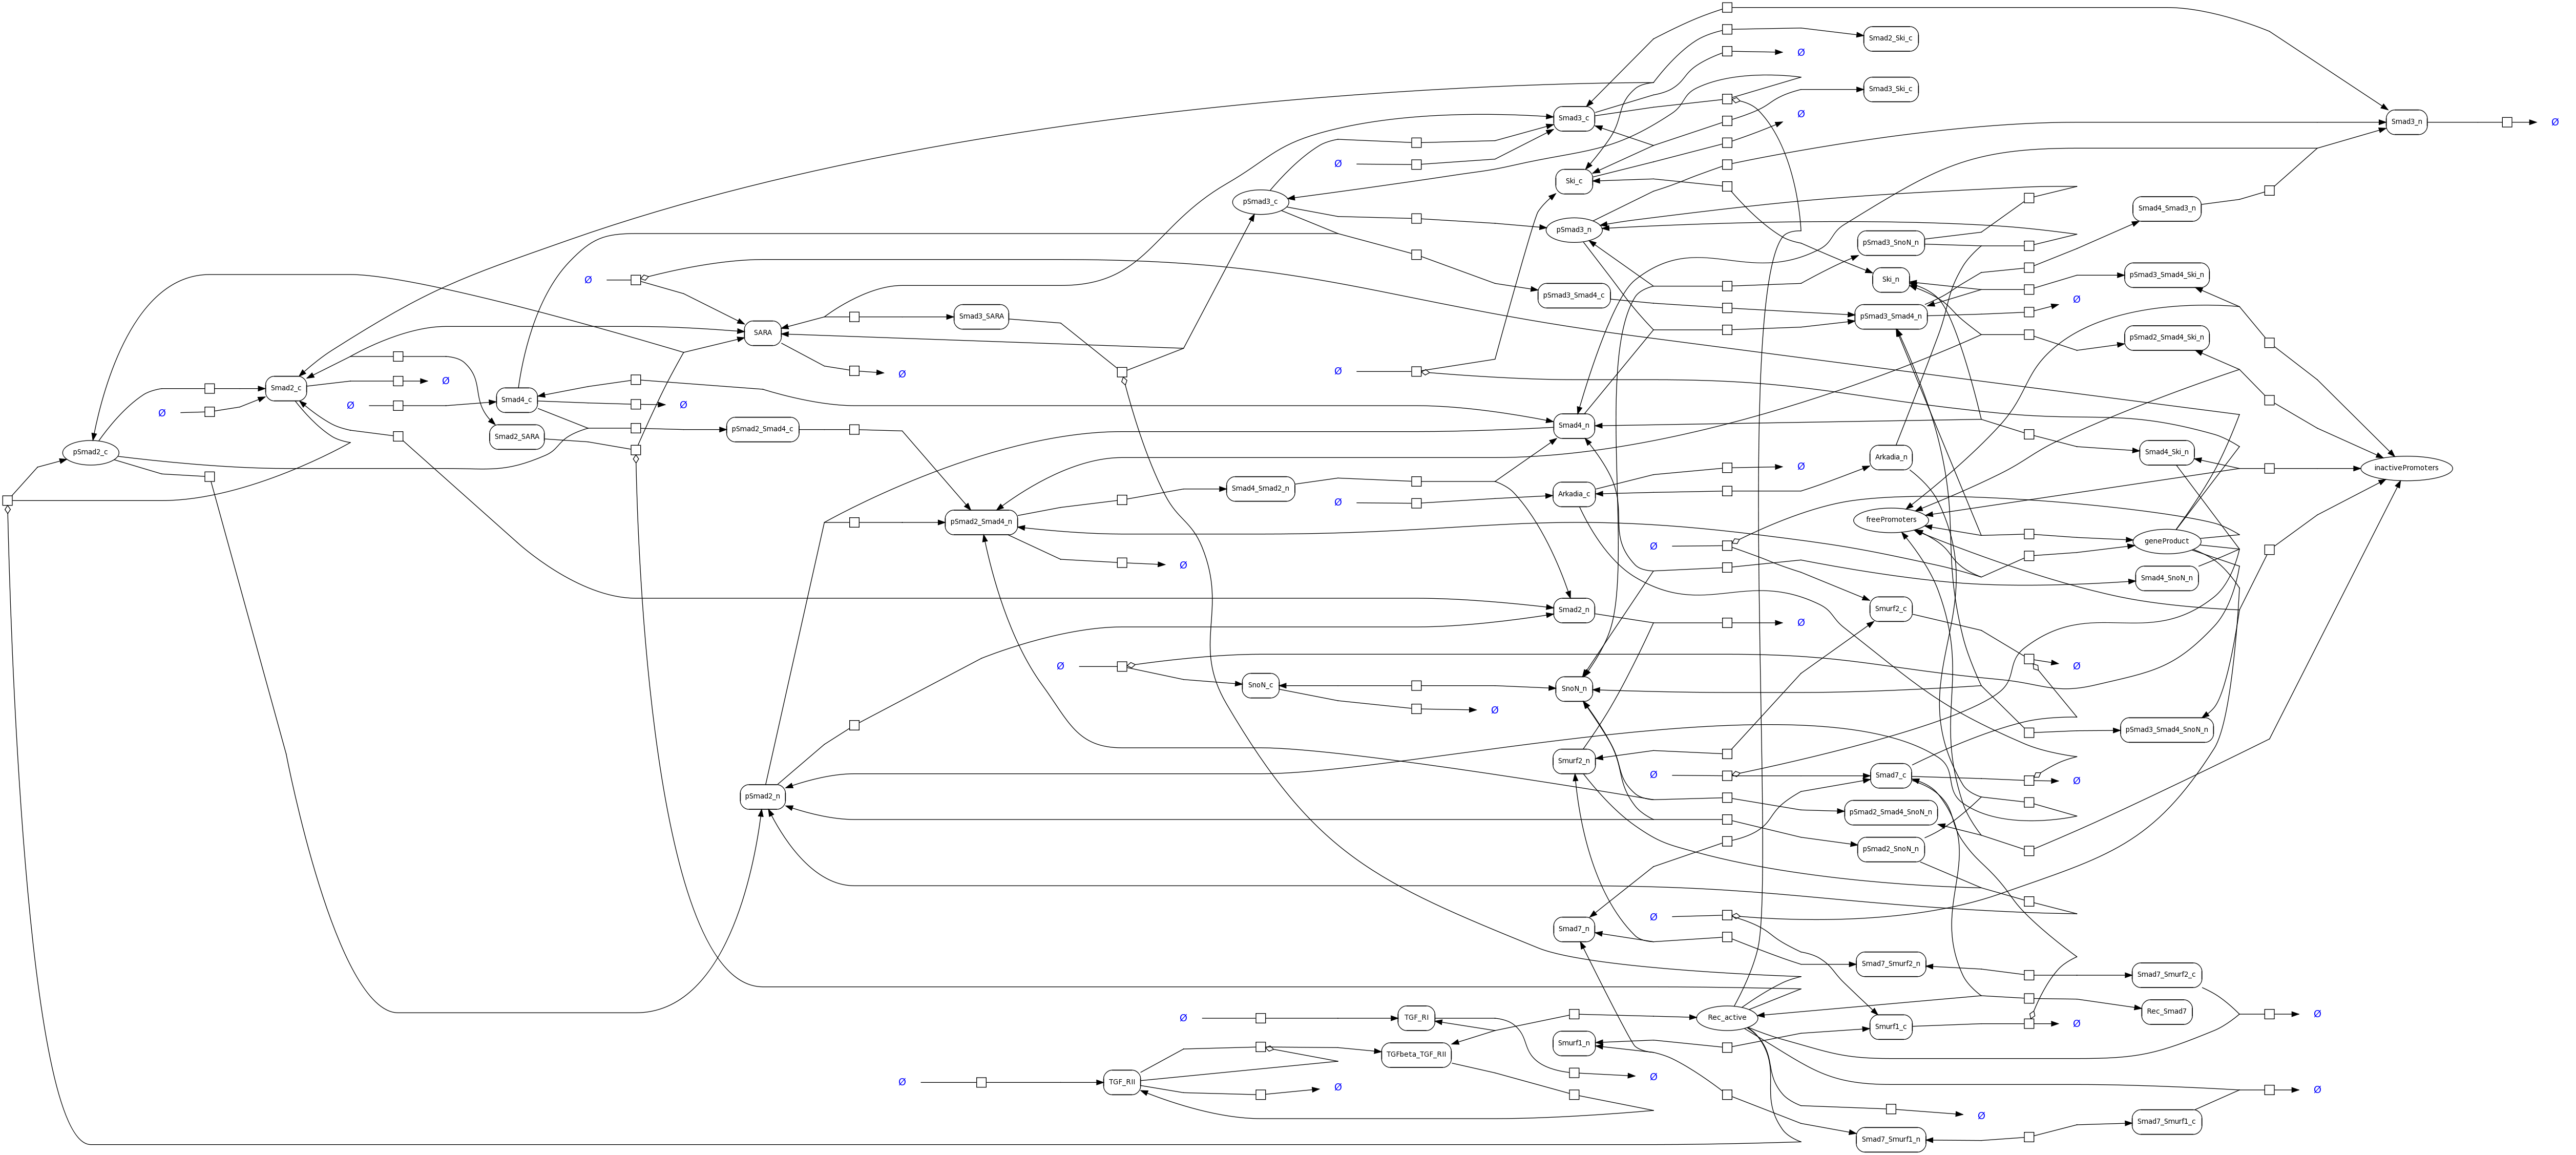 Smad2_Ski_c
Ø
Smad3_Ski_c
Ø
Smad3_c
Smad3_n
Ø
Ø
Ski_c
pSmad3_c
Smad4_Smad3_n
pSmad3_n
pSmad3_SnoN_n
pSmad3_Smad4_Ski_n
Ø
Ski_n
pSmad3_Smad4_c
Ø
Smad3_SARA
pSmad3_Smad4_n
SARA
pSmad2_Smad4_Ski_n
Ø
Ø
Ø
Smad2_c
Smad4_c
Ø
Ø
Ø
Smad4_n
pSmad2_Smad4_c
Smad2_SARA
pSmad2_c
Smad4_Ski_n
Arkadia_n
Ø
inactivePromoters
Smad4_Smad2_n
Arkadia_c
Ø
pSmad2_Smad4_n
freePromoters
geneProduct
Ø
Ø
Smad4_SnoN_n
Smad2_n
Smurf2_c
Ø
Ø
Ø
SnoN_c
SnoN_n
Ø
pSmad3_Smad4_SnoN_n
Smurf2_n
Ø
Smad7_c
Ø
pSmad2_n
pSmad2_Smad4_SnoN_n
pSmad2_SnoN_n
Ø
Smad7_n
Smad7_Smurf2_n
Smad7_Smurf2_c
Rec_Smad7
Ø
Ø
TGF_RI
Rec_active
Smurf1_c
Ø
Smurf1_n
TGFbeta_TGF_RII
Ø
Ø
TGF_RII
Ø
Ø
Ø
Smad7_Smurf1_c
Smad7_Smurf1_n